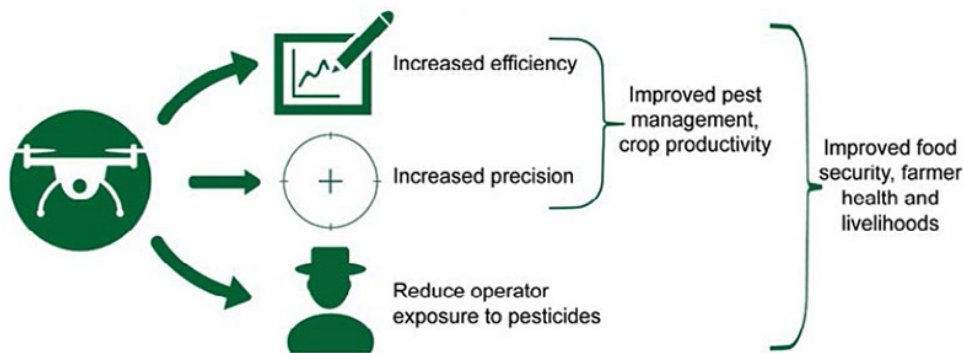 Increased efficiency
Increased precision
Reduce operator
exposure to pesticides
Improved pest
management,
crop productivity
Improved food
security, farmer
health and
livelihoods